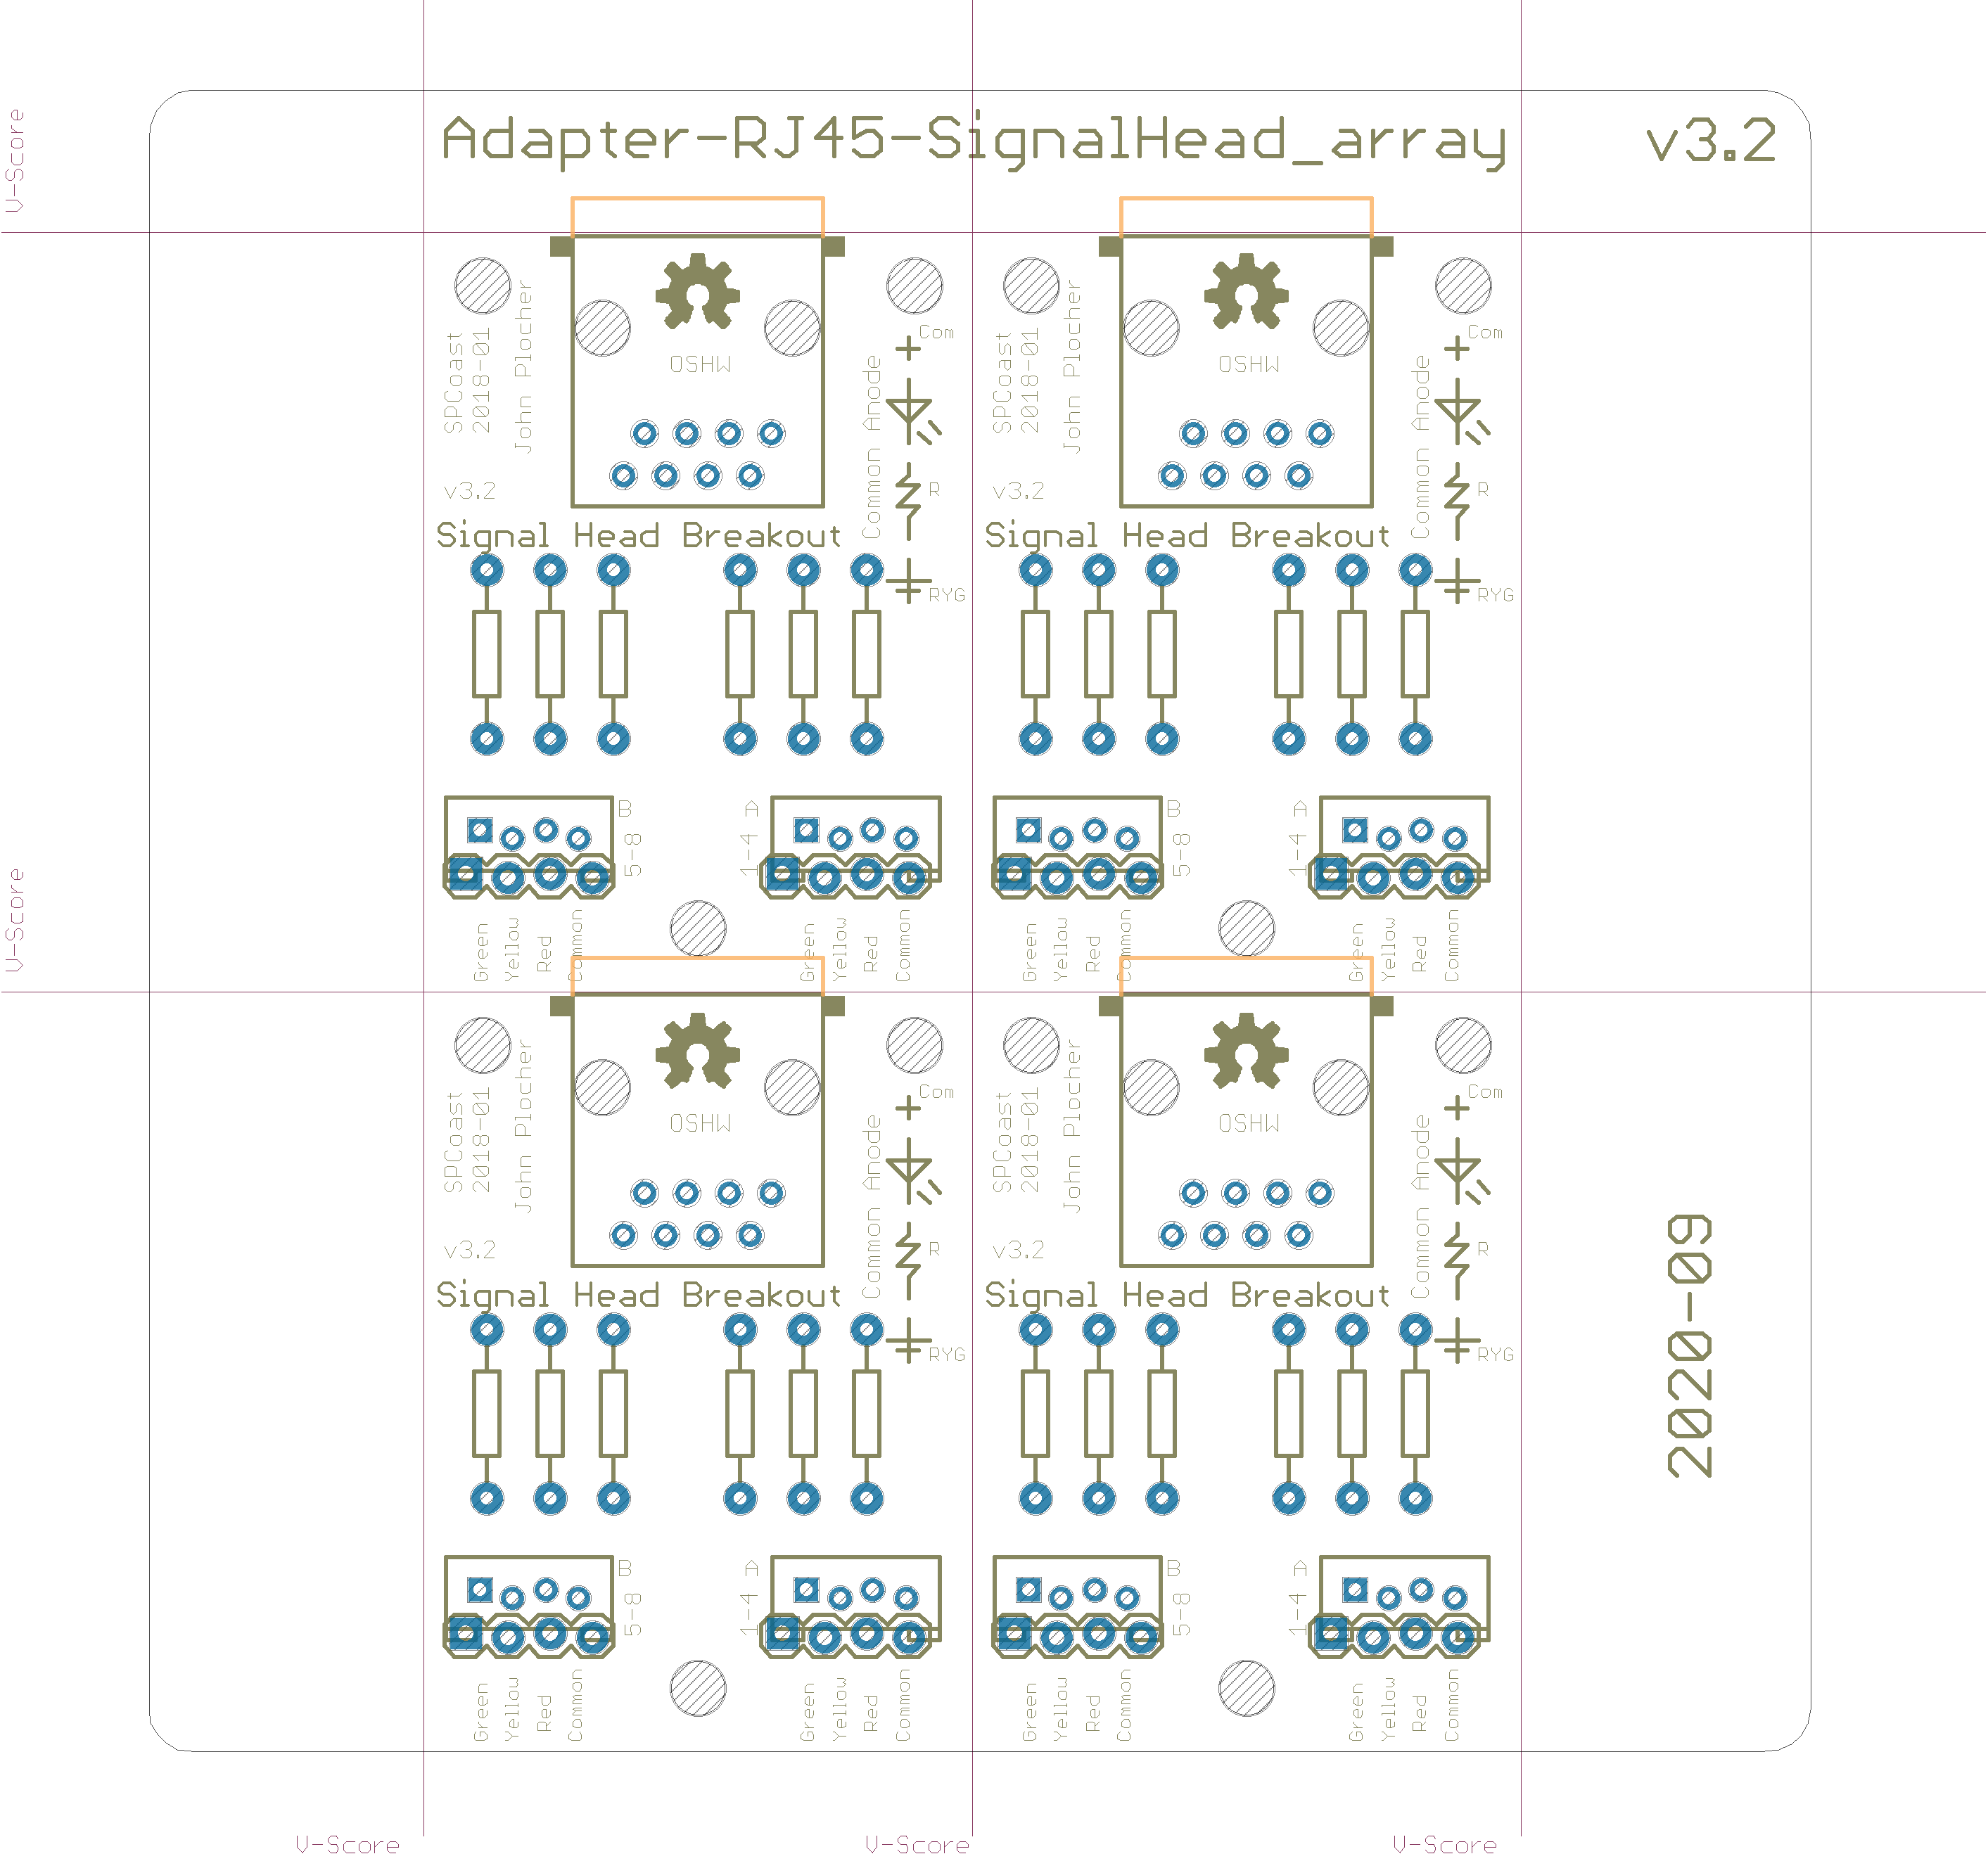 Adapter-RJ45-SignalHead_array
v3.2
V-Score
SPCoast
2018-01
John Plocher
v3.2
OSHW
Com
Common Anode
R
RYG
Signal Head Breakout
B
5-8
A
1-4
Green
Yellow
Red
Common
Green
Yellow
Red
Common
SPCoast
2018-01
John Plocher
v3.2
OSHW
Com
Common Anode
R
RYG
Signal Head Breakout
B
5-8
A
1-4
Green
Yellow
Red
Common
Green
Yellow
Red
Common
V-Score
SPCoast
2018-01
John Plocher
v3.2
OSHW
Com
Common Anode
R
RYG
Signal Head Breakout
B
5-8
A
1-4
Green
Yellow
Red
Common
Green
Yellow
Red
Common
SPCoast
2018-01
John Plocher
v3.2
OSHW
Com
Common Anode
R
RYG
Signal Head Breakout
B
5-8
A
1-4
Green
Yellow
Red
Common
Green
Yellow
Red
Common
2020-09
V-Score
V-Score
V-Score